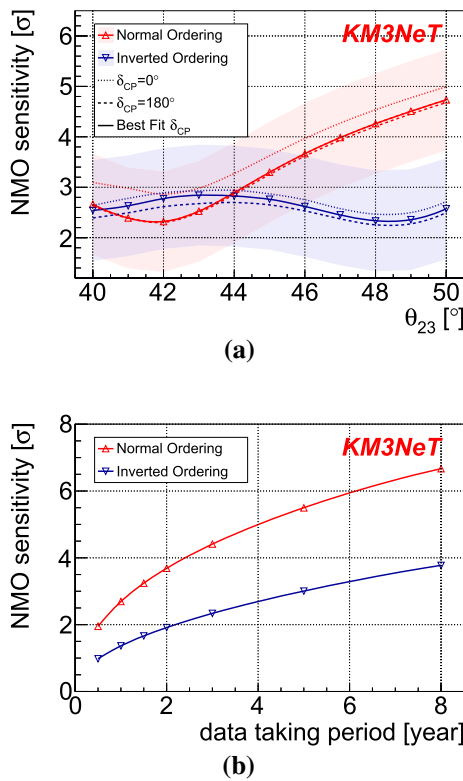 NMO sensitivity [σ]
6
5
4
3
2
KM3NeT
Normal Ordering
Inverted Ordering
δCP=0°
δCP=180°
Best Fit δCP
40 42 44 46 48 50
θ23 [°]
(a)
NMO sensitivity [σ]
8
6
4
2
0
KM3NeT
Normal Ordering
Inverted Ordering
2 4 6 8
data taking period [year]
(b)